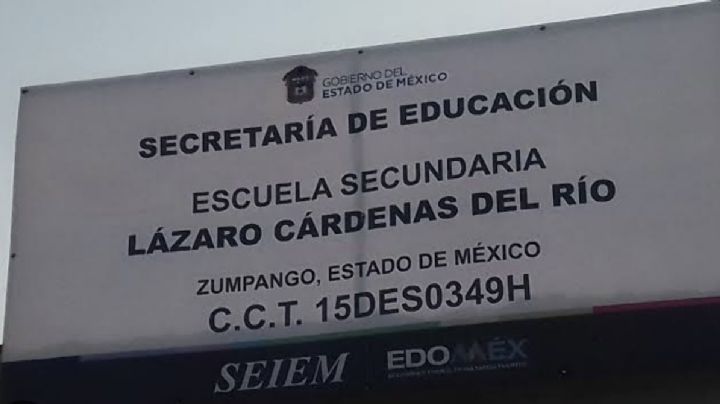 GOBIERNO DEL
ESTADO DE MÉXICO
SECRETARÍA DE EDUCACIÓN
ESCUELA SECUNDARIA
LÁZARO CÁRDENAS DEL RÍO
ZUMPANGO, ESTADO DE MÉXICO
C.C.T. 15DES0349H
SEIEM
EDOMÉX